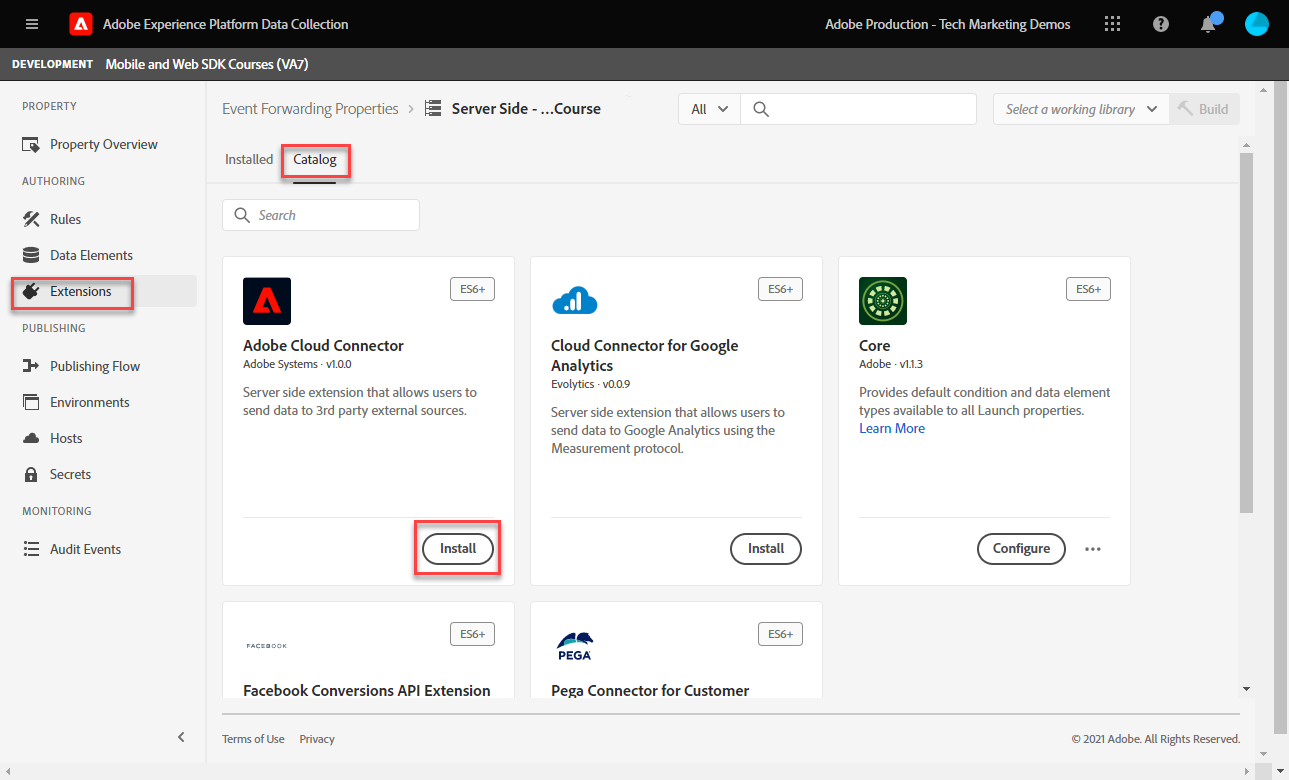 Adobe Experience Platform Data Collection
Adobe Production - Tech Marketing Demos
DEVELOPMENT Mobile and Web SDK Courses (VA7)
PROPERTY
Property Overview
AUTHORING
Rules
Data Elements
Extensions
PUBLISHING
Publishing Flow
Environments
Hosts
Secrets
MONITORING
Audit Events
Event Forwarding Properties > Server Side - ...Course
All
Select a working library
Build
Installed
Catalog
Search
ES6+
Adobe Cloud Connector
Adobe Systems · v1.0.0
Server side extension that allows users to
send data to 3rd party external sources.
Install
ES6+
Cloud Connector for Google
Analytics
Evolytics · v0.0.9
Server side extension that allows users to
send data to Google Analytics using the
Measurement protocol.
Install
ES6+
Core
Adobe · v1.1.3
Provides default condition and data element
types available to all Launch properties.
Learn More
Configure
FACEBOOK
ES6+
Facebook Conversions API Extension
PEGA
ES6+
Pega Connector for Customer
Terms of Use
Privacy
© 2021 Adobe. All Rights Reserved.